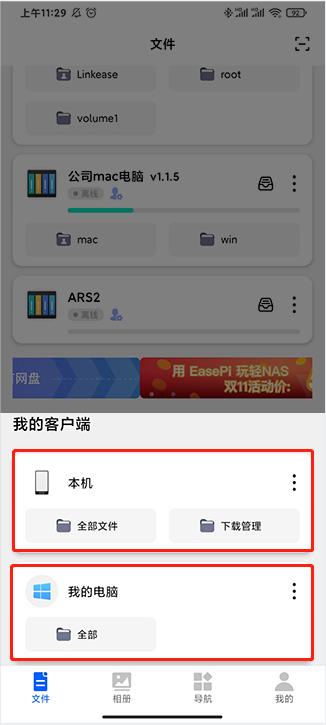 上午11:29
92
文件
Linkease
root
volume1
公司mac电脑 v1.1.5
离线
mac
win
ARS2
离线
网盘
用 EasePi 玩轻NAS
双11活动价:
我的客户端
本机
全部文件
下载管理
我的电脑
全部
文件
相册
导航
我的